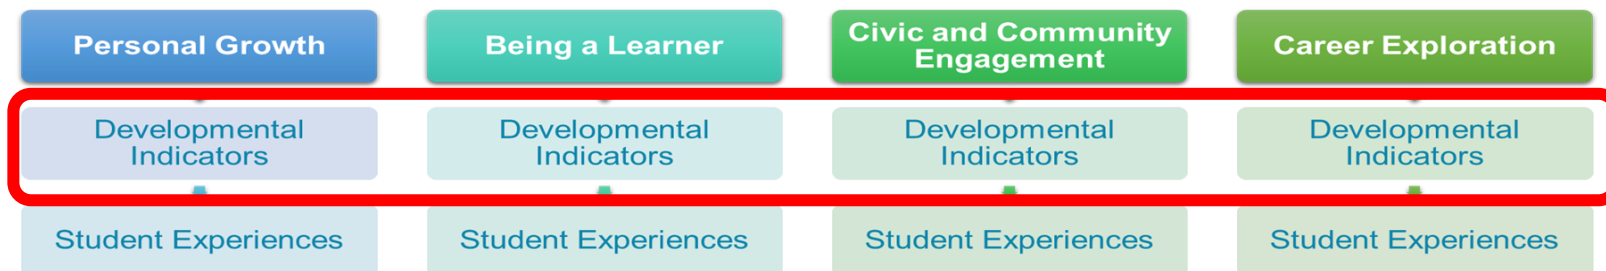 Personal Growth
Being a Learner
Civic and Community
Engagement
Career Exploration
Developmental
Indicators
Developmental
Indicators
Developmental
Indicators
Developmental
Indicators
Student Experiences
Student Experiences
Student Experiences
Student Experiences